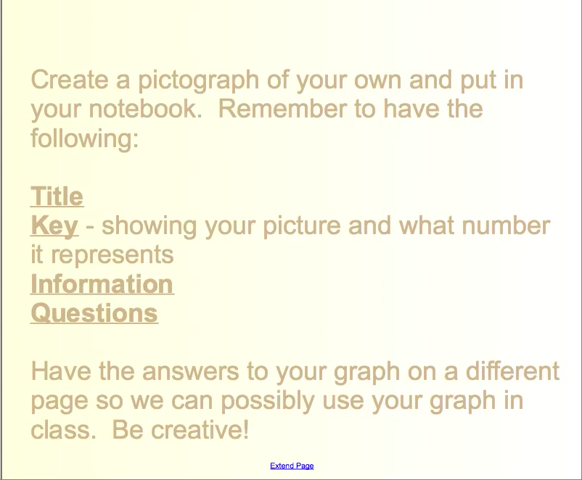 Create a pictograph of your own and put in
your notebook.  Remember to have the
following:
Title
Key - showing your picture and what number
it represents
Information
Questions
Have the answers to your graph on a different
page so we can possibly use your graph in
class.  Be creative!
Extend Page